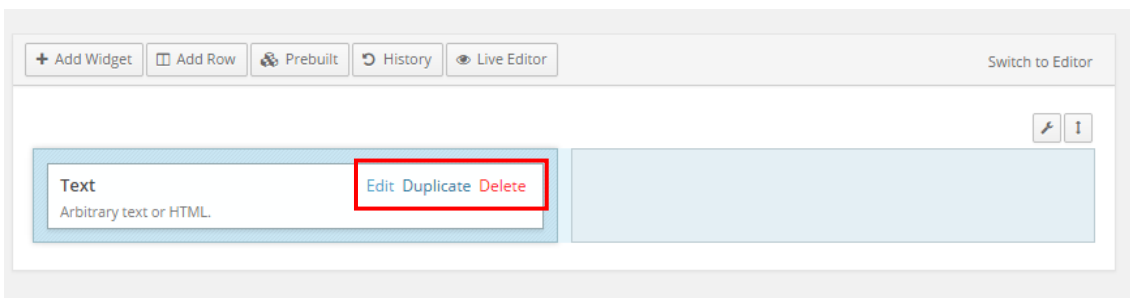 Add Widget Add Row Prebuilt History Live Editor Switch to Editor
Text Edit Duplicate Delete
Arbitrary text or HTML.